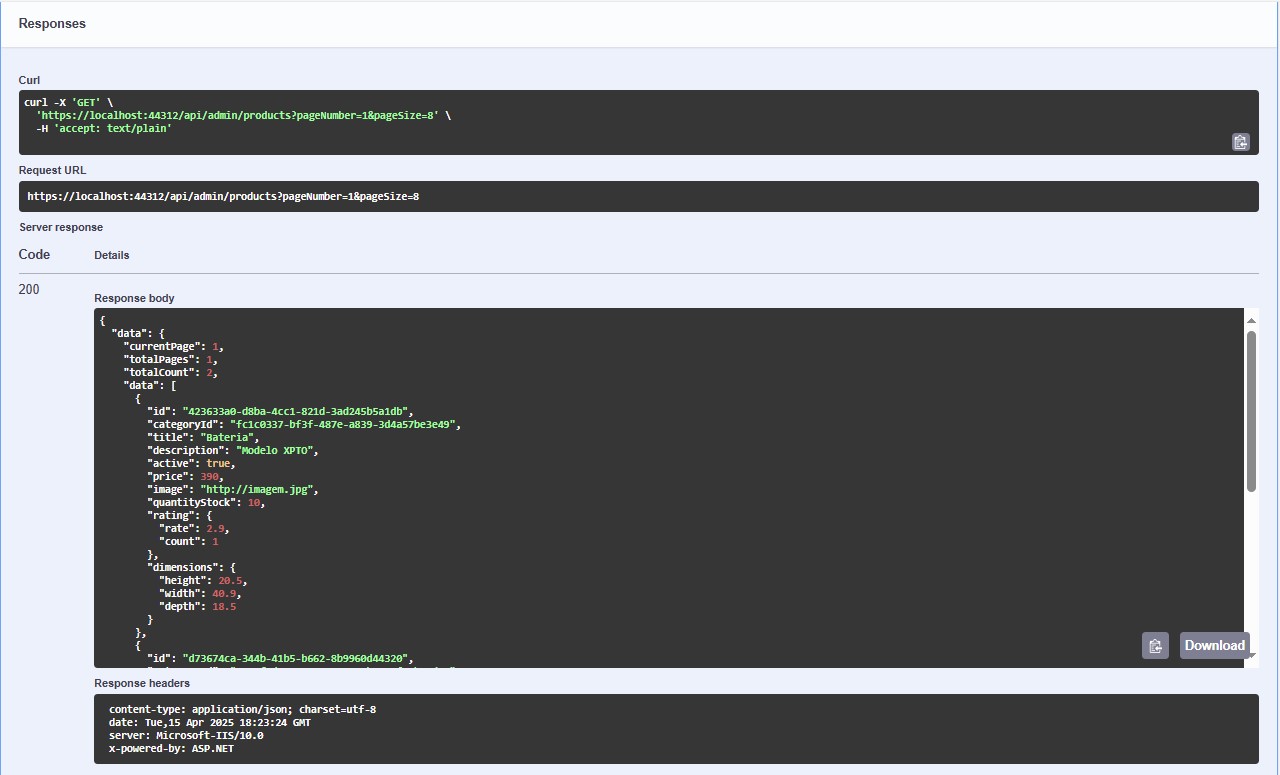 Responses
Curl
curl -X 'GET' \
  'https://localhost:44312/api/admin/products?pageNumber=1&pageSize=8' \
  -H 'accept: text/plain'
Request URL
https://localhost:44312/api/admin/products?pageNumber=1&pageSize=8
Server response
Code Details
200
Response body
{
  "data": {
    "currentPage": 1,
    "totalPages": 1,
    "totalCount": 2,
    "data": [
      {
        "id": "423633a0-d8ba-4cc1-821d-3ad245b5a1db",
        "categoryId": "fc1c0337-bf3f-487e-a839-3d4a57be3e49",
        "title": "Bateria",
        "description": "Modelo XPTO",
        "active": true,
        "price": 390,
        "image": "http://imagem.jpg",
        "quantityStock": 10,
        "rating": {
          "rate": 2.9,
          "count": 1
        },
        "dimensions": {
          "height": 20.5,
          "width": 40.9,
          "depth": 18.5
        }
      },
      {
        "id": "d73674ca-344b-41b5-b662-8b9960d44320",
Download
Response headers
content-type: application/json; charset=utf-8
date: Tue,15 Apr 2025 18:23:24 GMT
server: Microsoft-IIS/10.0
x-powered-by: ASP.NET